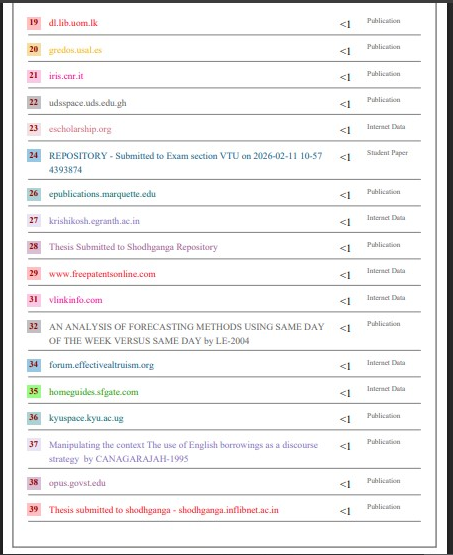 19 dl.lib.uom.lk <1 Publication
20 gredos.usal.es <1 Publication
21 iris.cnr.it <1 Publication
22 udsspace.uds.edu.gh <1 Publication
23 escholarship.org <1 Internet Data
24 REPOSITORY - Submitted to Exam section VTU on 2026-02-11 10-57 <1 Student Paper
4393874
26 epublications.marquette.edu <1 Publication
27 krishikosh.egranth.ac.in <1 Internet Data
28 Thesis Submitted to Shodhganga Repository <1 Publication
29 www.freepatentsonline.com <1 Internet Data
31 vlinkinfo.com <1 Internet Data
32 AN ANALYSIS OF FORECASTING METHODS USING SAME DAY <1 Publication
OF THE WEEK VERSUS SAME DAY by LE-2004
34 forum.effectivealtruism.org <1 Internet Data
35 homeguides.sfgate.com <1 Internet Data
36 kyuspace.kyu.ac.ug <1 Publication
37 Manipulating the context The use of English borrowings as a discourse <1 Publication
strategy by CANAGARAJAH-1995
38 opus.govst.edu <1 Publication
39 Thesis submitted to shodhganga - shodhganga.inflibnet.ac.in <1 Publication